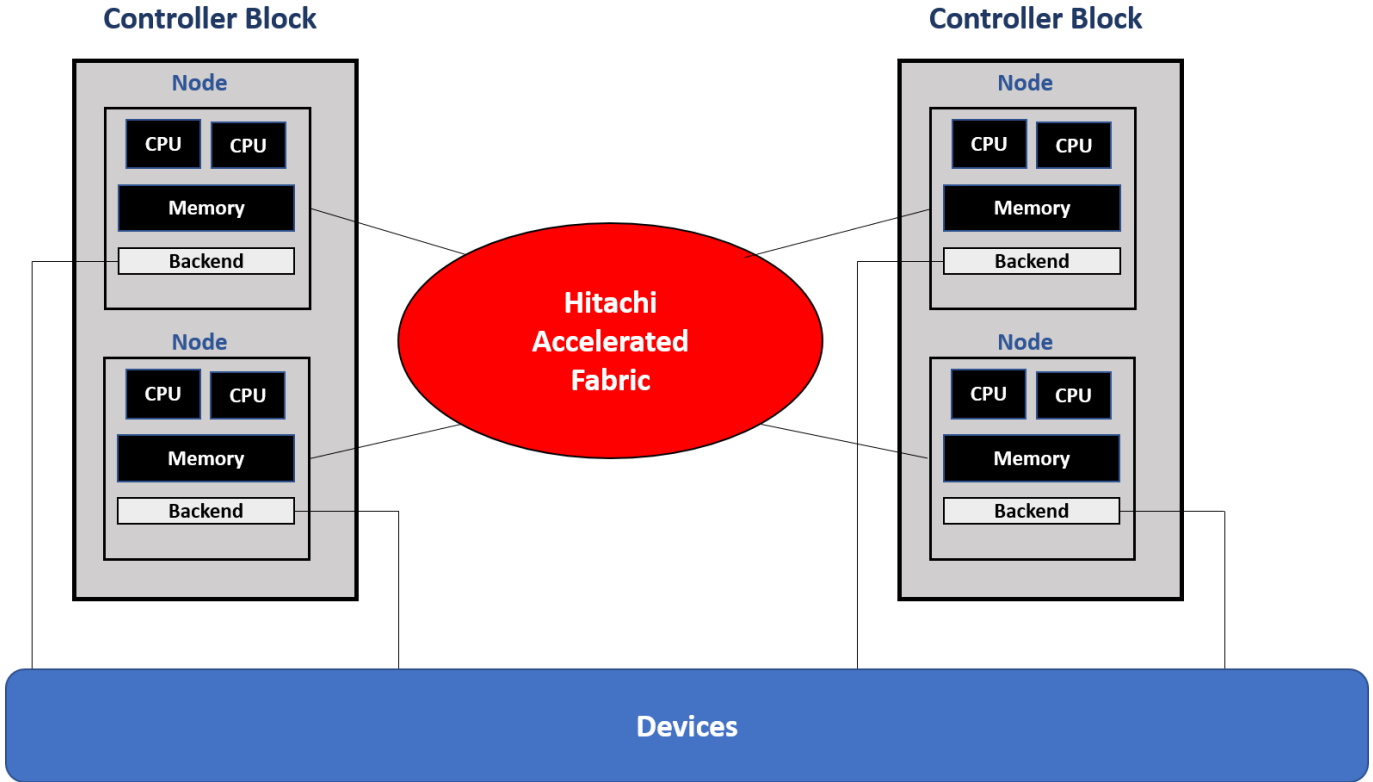 Controller Block
Controller Block
Node
CPU
CPU
Memory
Backend
Node
CPU
CPU
Memory
Backend
Hitachi
Accelerated
Fabric
Node
CPU
CPU
Memory
Backend
Node
CPU
CPU
Memory
Backend
Devices